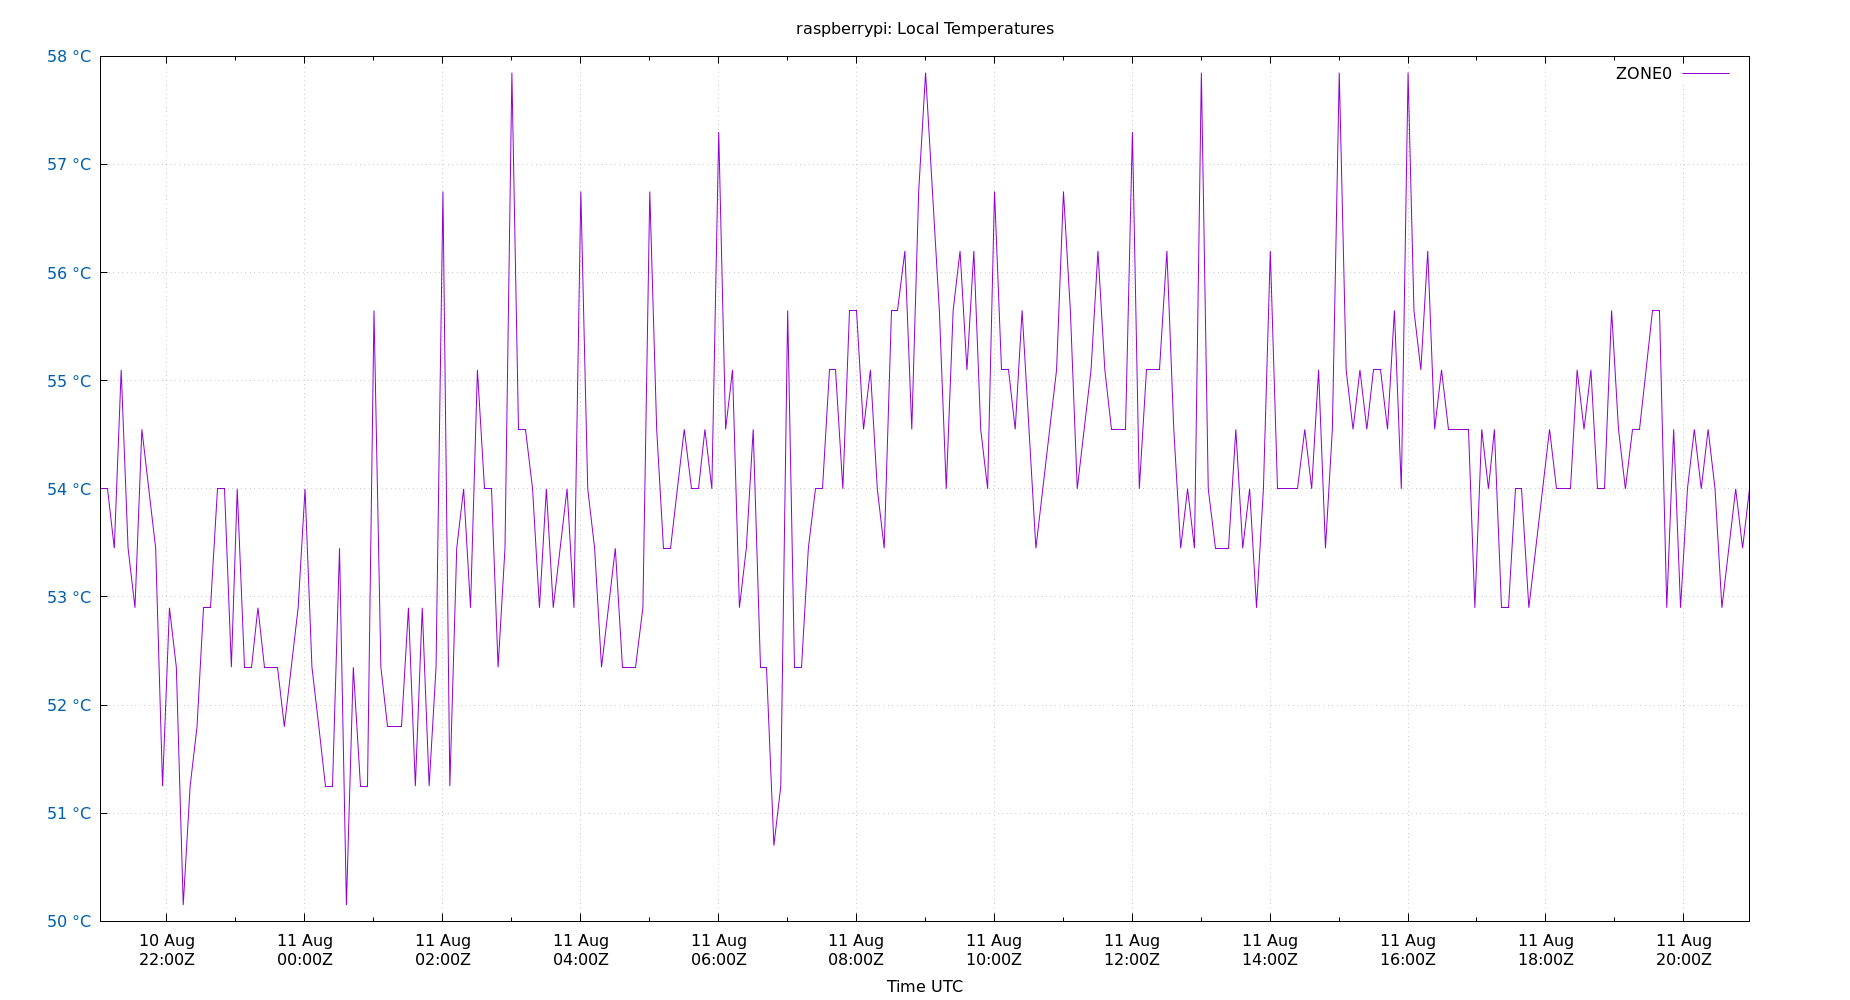 raspberrypi: Local Temperatures
58 °C
ZONE0
57 °C
56 °C
55 °C
54 °C
53 °C
52 °C
51 °C
50 °C
10 Aug 11 Aug 11 Aug 11 Aug 11 Aug 11 Aug 11 Aug 11 Aug 11 Aug 11 Aug 11 Aug 11 Aug
22:00Z 00:00Z 02:00Z 04:00Z 06:00Z 08:00Z 10:00Z 12:00Z 14:00Z 16:00Z 18:00Z 20:00Z
Time UTC